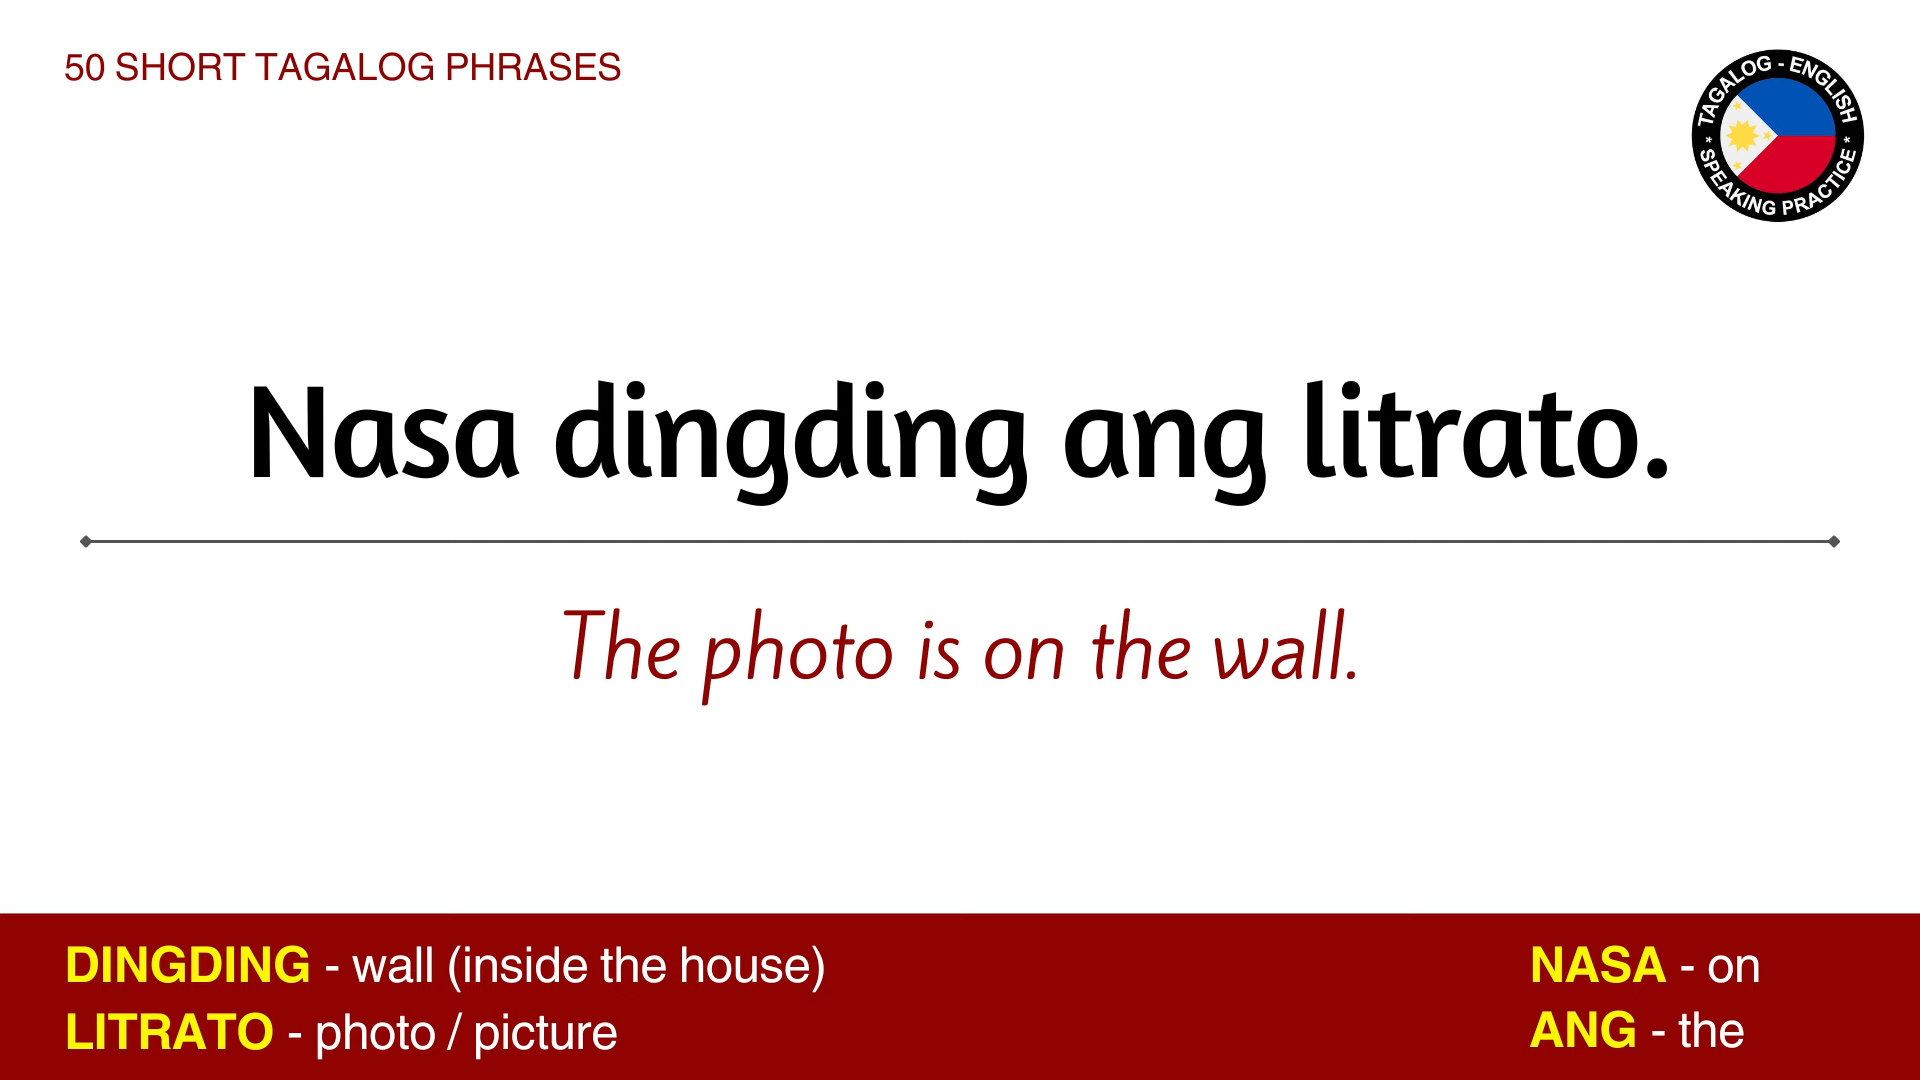 50 SHORT TAGALOG PHRASES
TAGALOG - ENGLISH
* SPEAKING PRACTICE *
Nasa dingding ang litrato.
The photo is on the wall.
DINGDING - wall (inside the house)
LITRATO - photo / picture
NASA - on
ANG - the